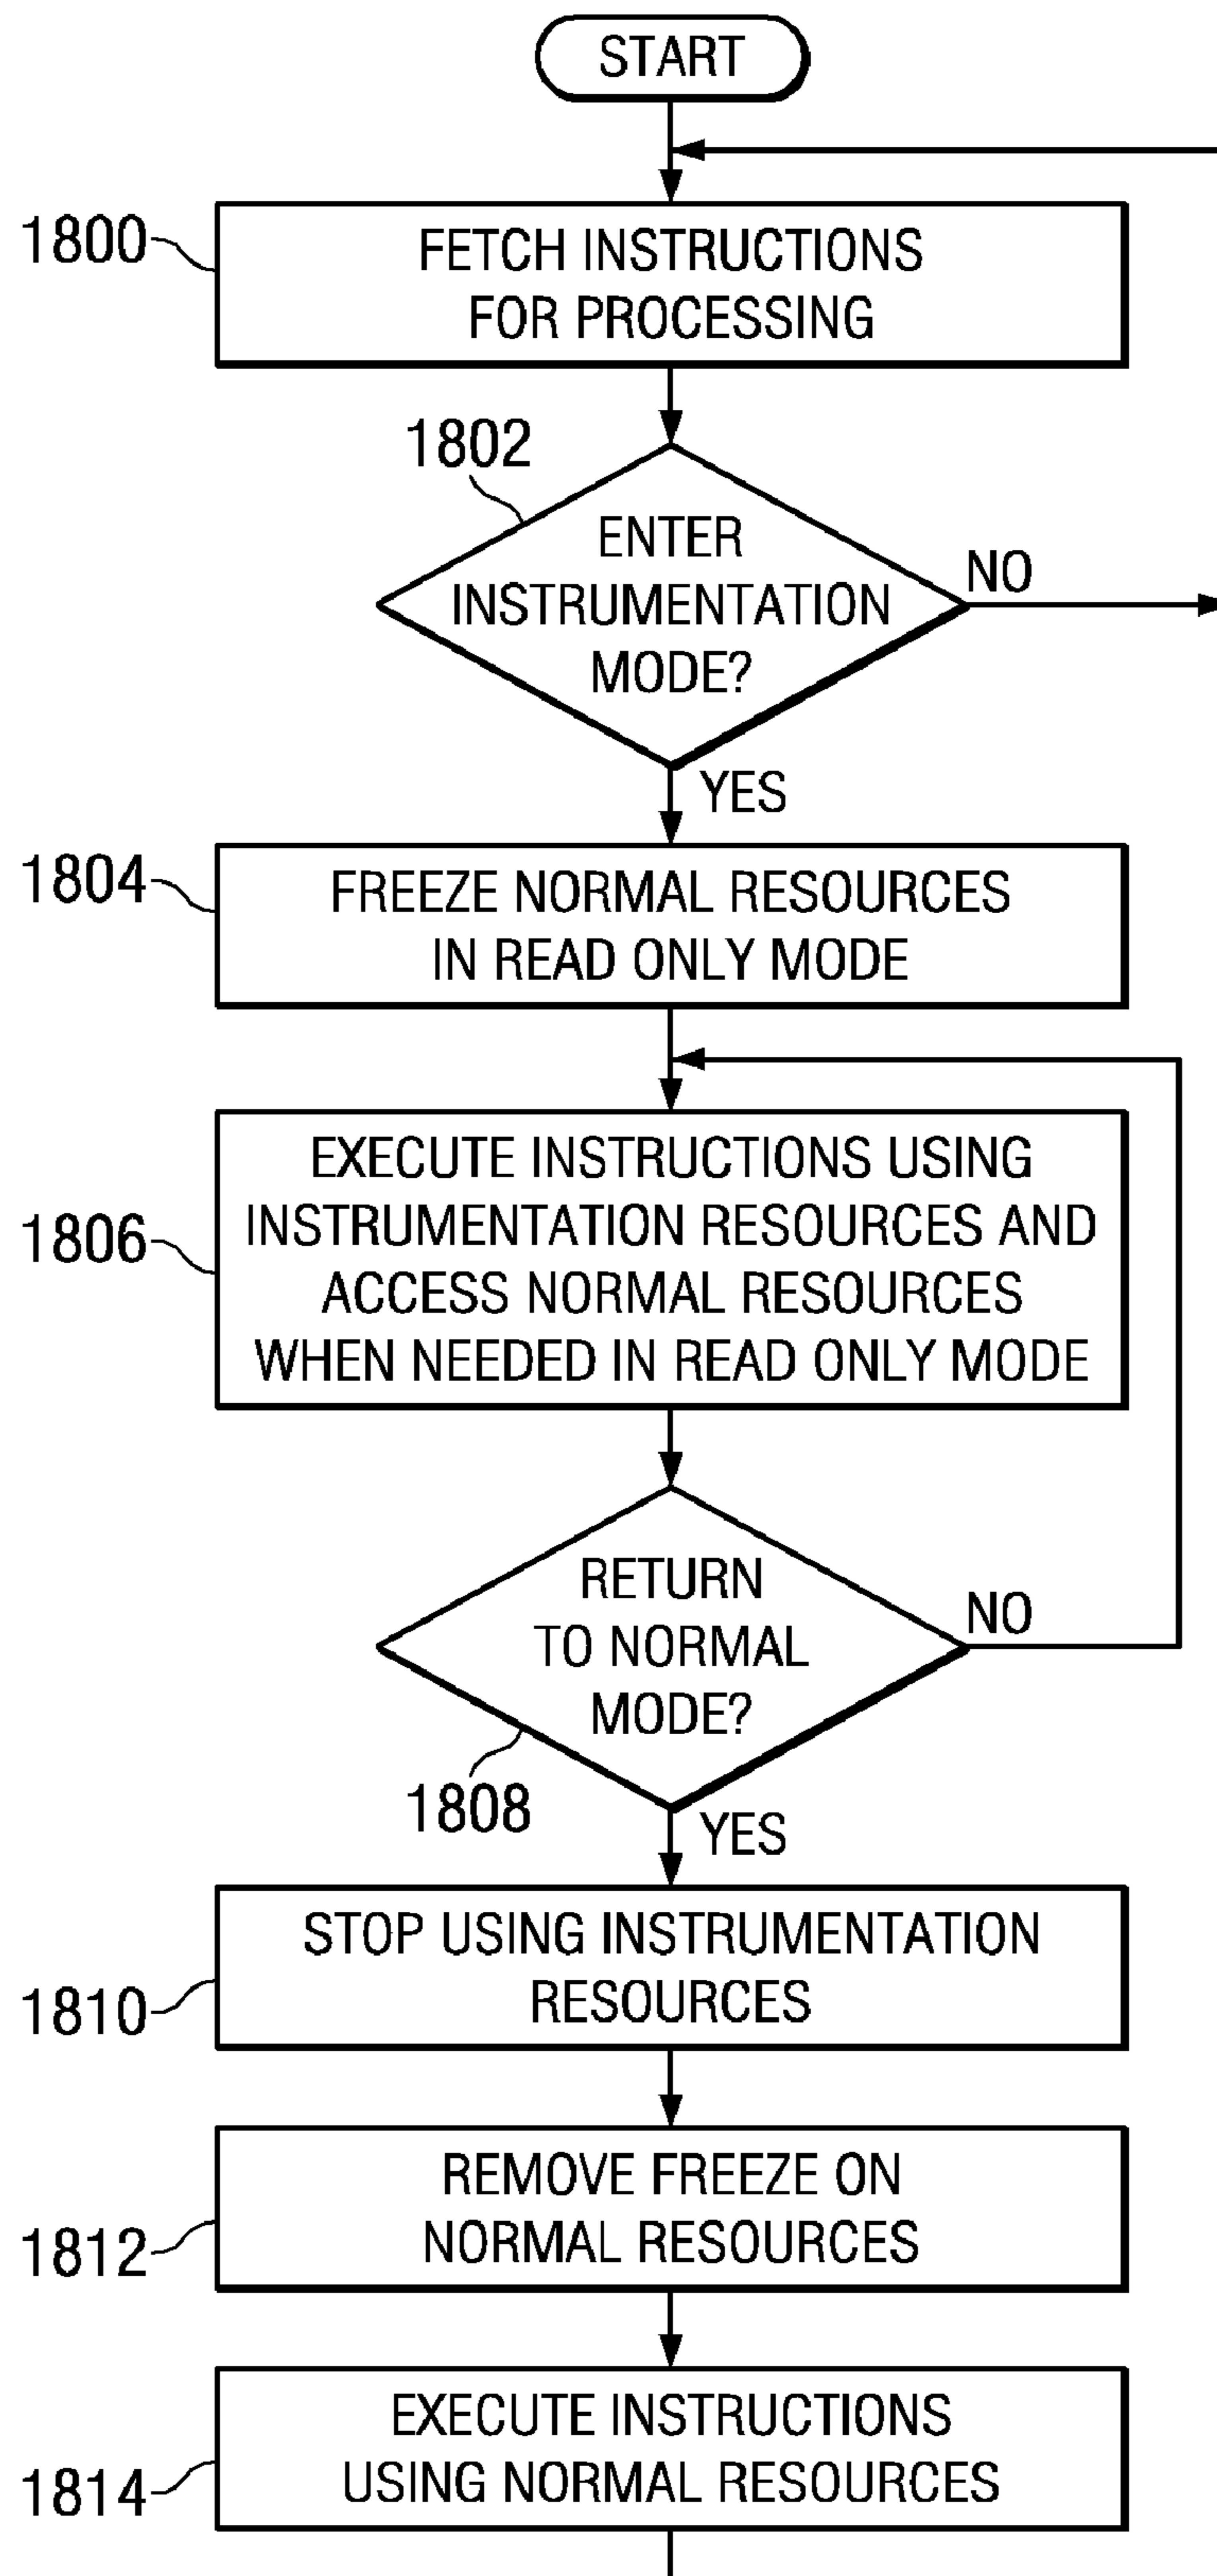 START
1800
FETCH INSTRUCTIONS
FOR PROCESSING
1802
ENTER
INSTRUMENTATION
MODE?
NO
YES
1804
FREEZE NORMAL RESOURCES
IN READ ONLY MODE
1806
EXECUTE INSTRUCTIONS USING
INSTRUMENTATION RESOURCES AND
ACCESS NORMAL RESOURCES
WHEN NEEDED IN READ ONLY MODE
RETURN
TO NORMAL
MODE?
NO
1808
YES
1810
STOP USING INSTRUMENTATION
RESOURCES
1812
REMOVE FREEZE ON
NORMAL RESOURCES
1814
EXECUTE INSTRUCTIONS
USING NORMAL RESOURCES